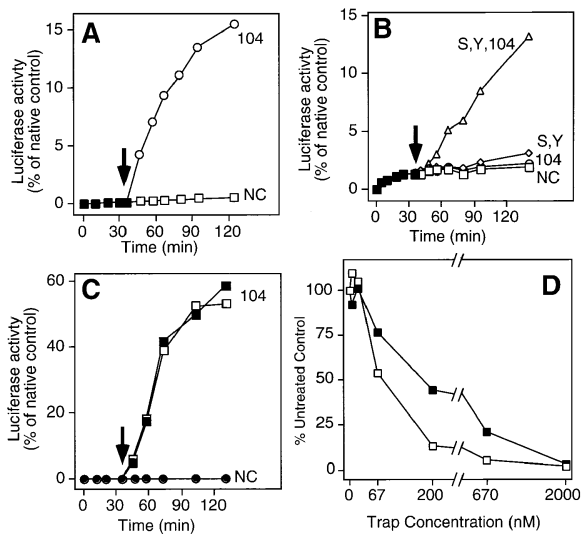 A
Luciferase activty
(% of native control)
15
10
5
0
104
NC
0 30 60 90 120
Time (min)
B
Luciferase activty
(% of native control)
15
10
5
0
S,Y,104
S,Y
104
NC
0 30 60 90 120
Time (min)
C
Luciferase activty
(% of native control)
60
40
20
0
104
NC
0 30 60 90 120
Time (min)
D
% Untreated Control
100
75
50
25
0
0 67 200 670 2000
Trap Concentration (nM)